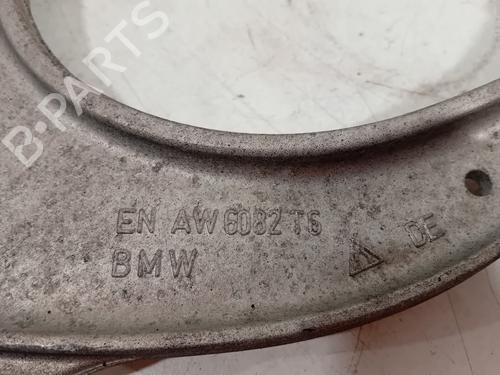 B-PARTS
EN AW 6082 T6
BMW
DE